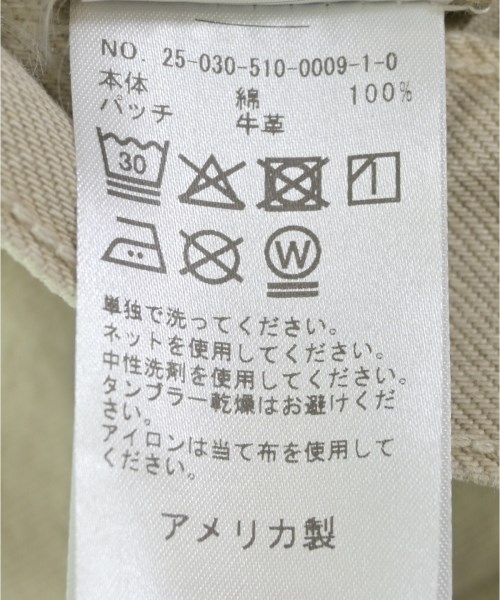 NO. 25-030-510-0009-1-0
本体 綿 100%
パッチ 牛革
30
W
単独で洗ってください。
ネットを使用してください。
中性洗剤を使用してください。
タンブラー乾燥はお避けくだ
さい。
アイロンは当て布を使用して
ください。
アメリカ製